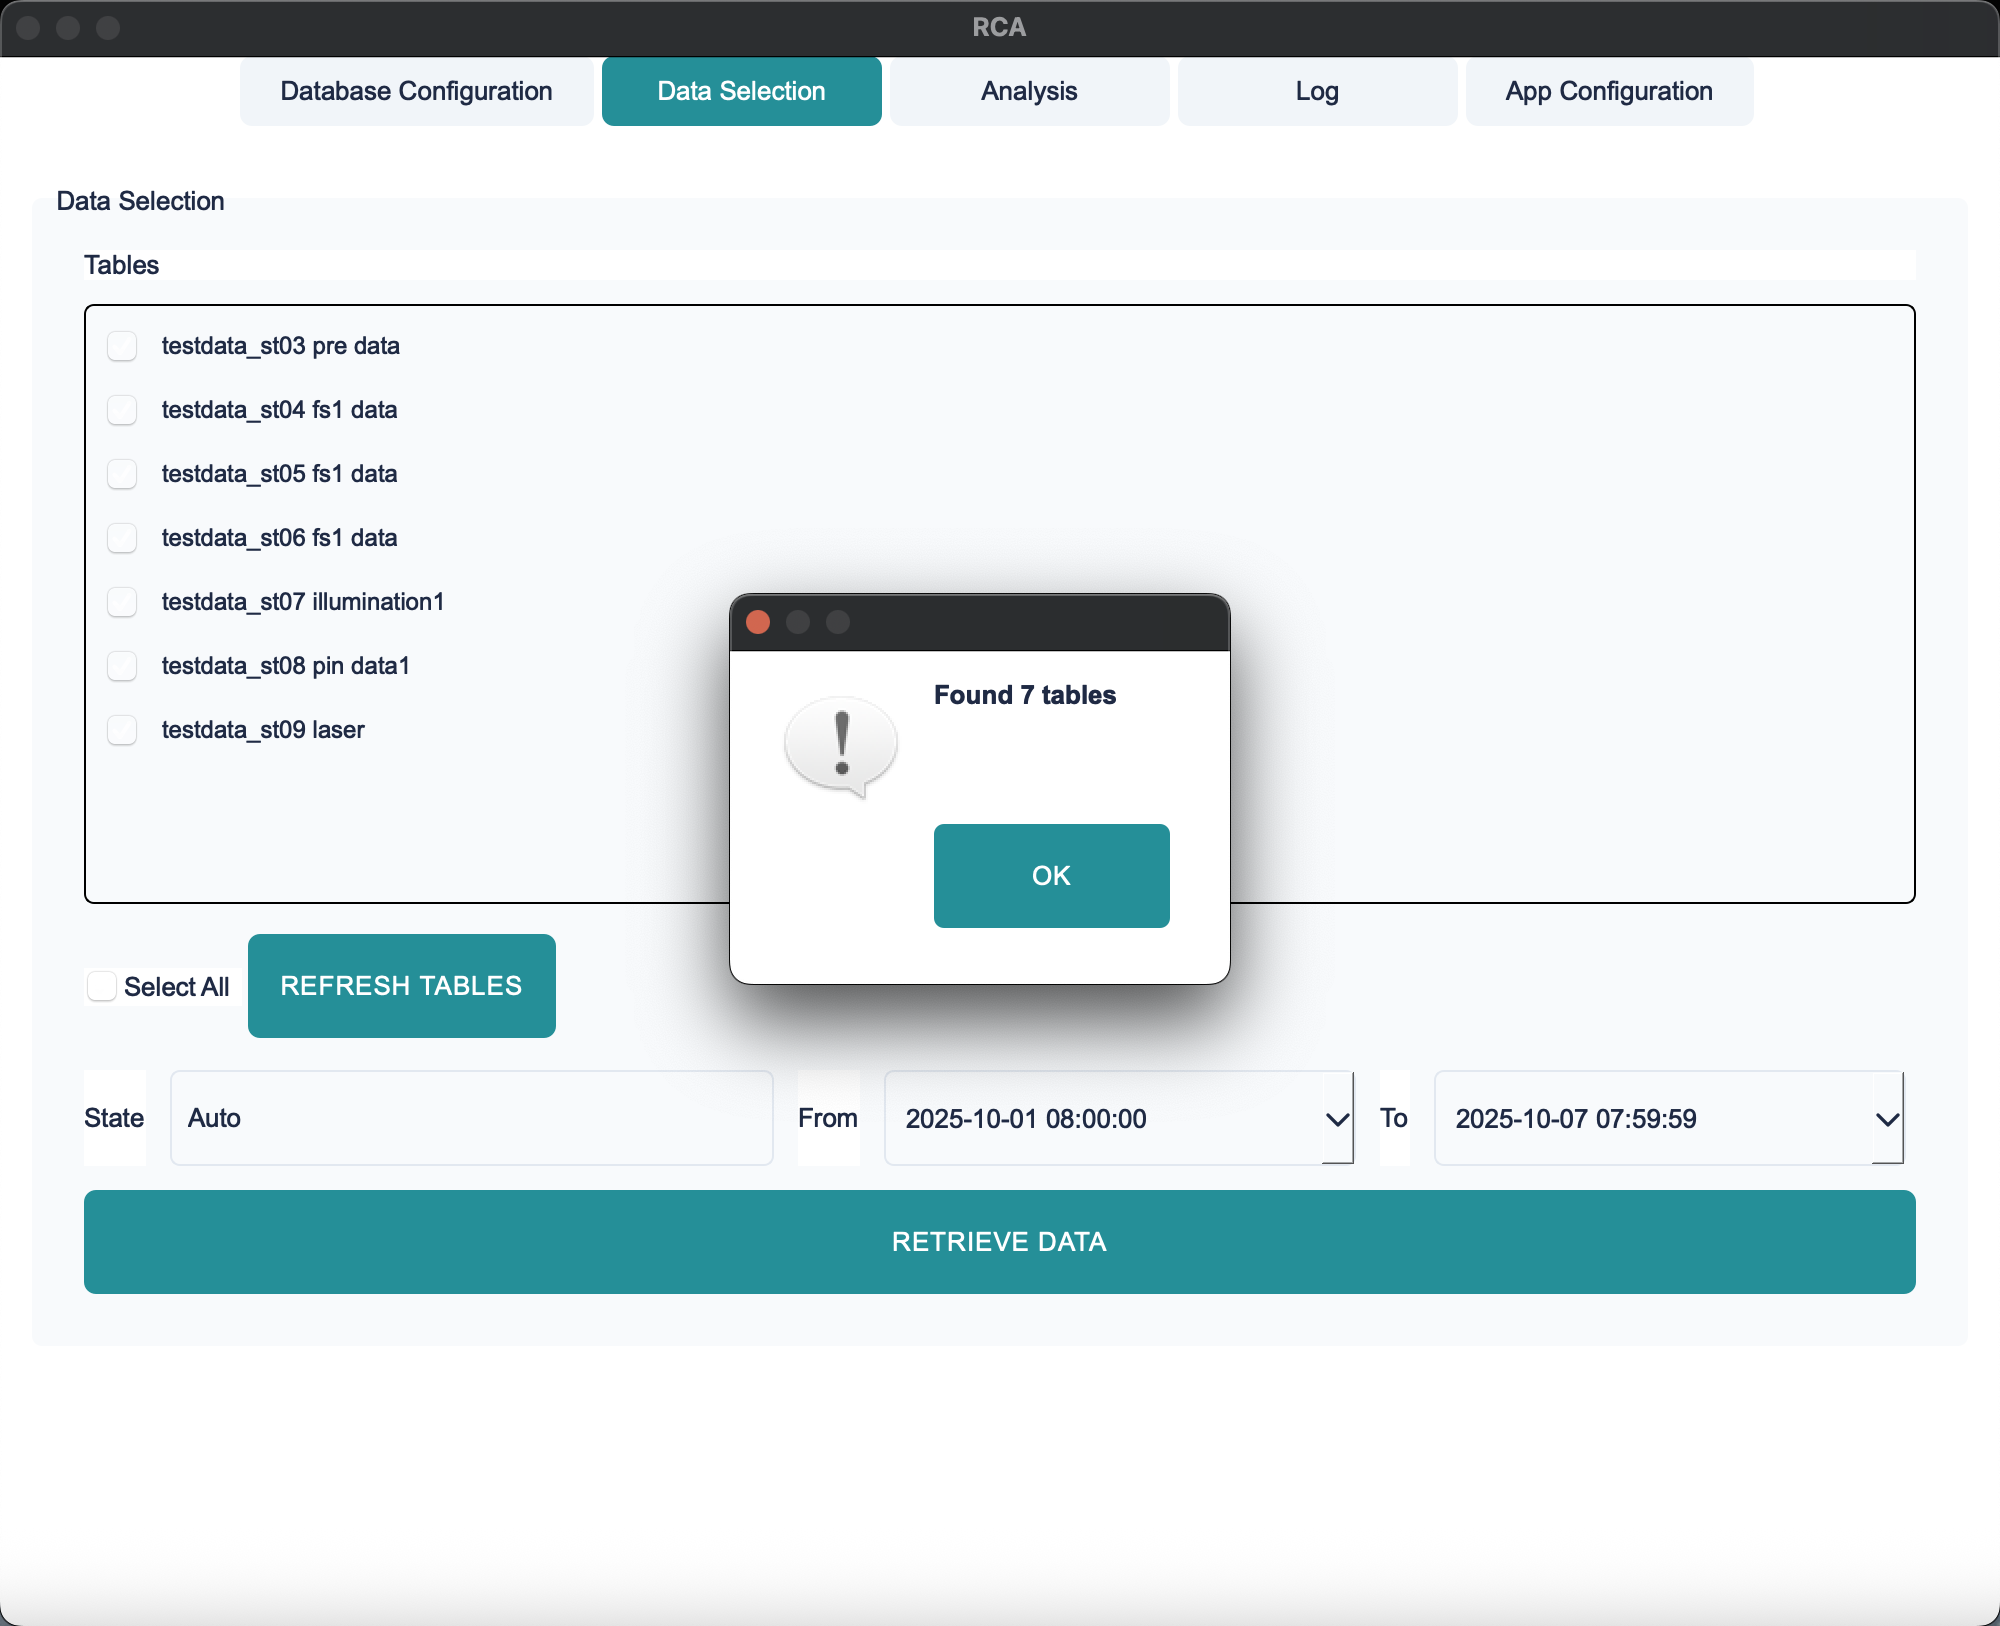 RCA
Database Configuration
Data Selection
Analysis
Log
App Configuration
Data Selection
Tables
testdata_st03 pre data
testdata_st04 fs1 data
testdata_st05 fs1 data
testdata_st06 fs1 data
testdata_st07 illumination1
testdata_st08 pin data1
testdata_st09 laser
Found 7 tables
OK
Select All
REFRESH TABLES
State
Auto
From
2025-10-01 08:00:00
To
2025-10-07 07:59:59
RETRIEVE DATA